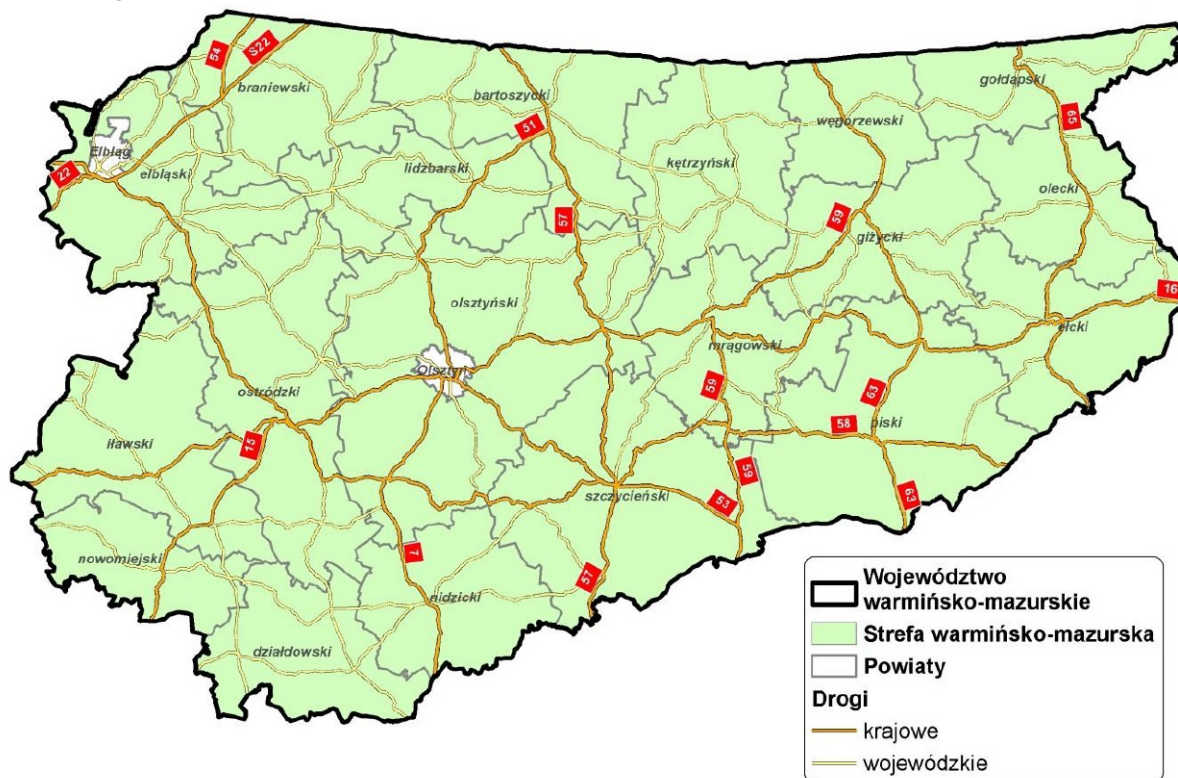 54
S22
braniewski
bartoszycki
gołdapski
51
węgorzewski
65
Elbląg
kętrzyński
22
elbląski
lidzbarski
olecki
57
59
giżycki
16
olsztyński
ełcki
mrągowski
Olsztyn
ostródzki
59
63
58
piski
iławski
15
59
szczycieński
53
63
nowomiejski
7
57
nidzicki
działdowski
Województwo
warmińsko-mazurskie
Strefa warmińsko-mazurska
Powiaty
Drogi
krajowe
wojewódzkie